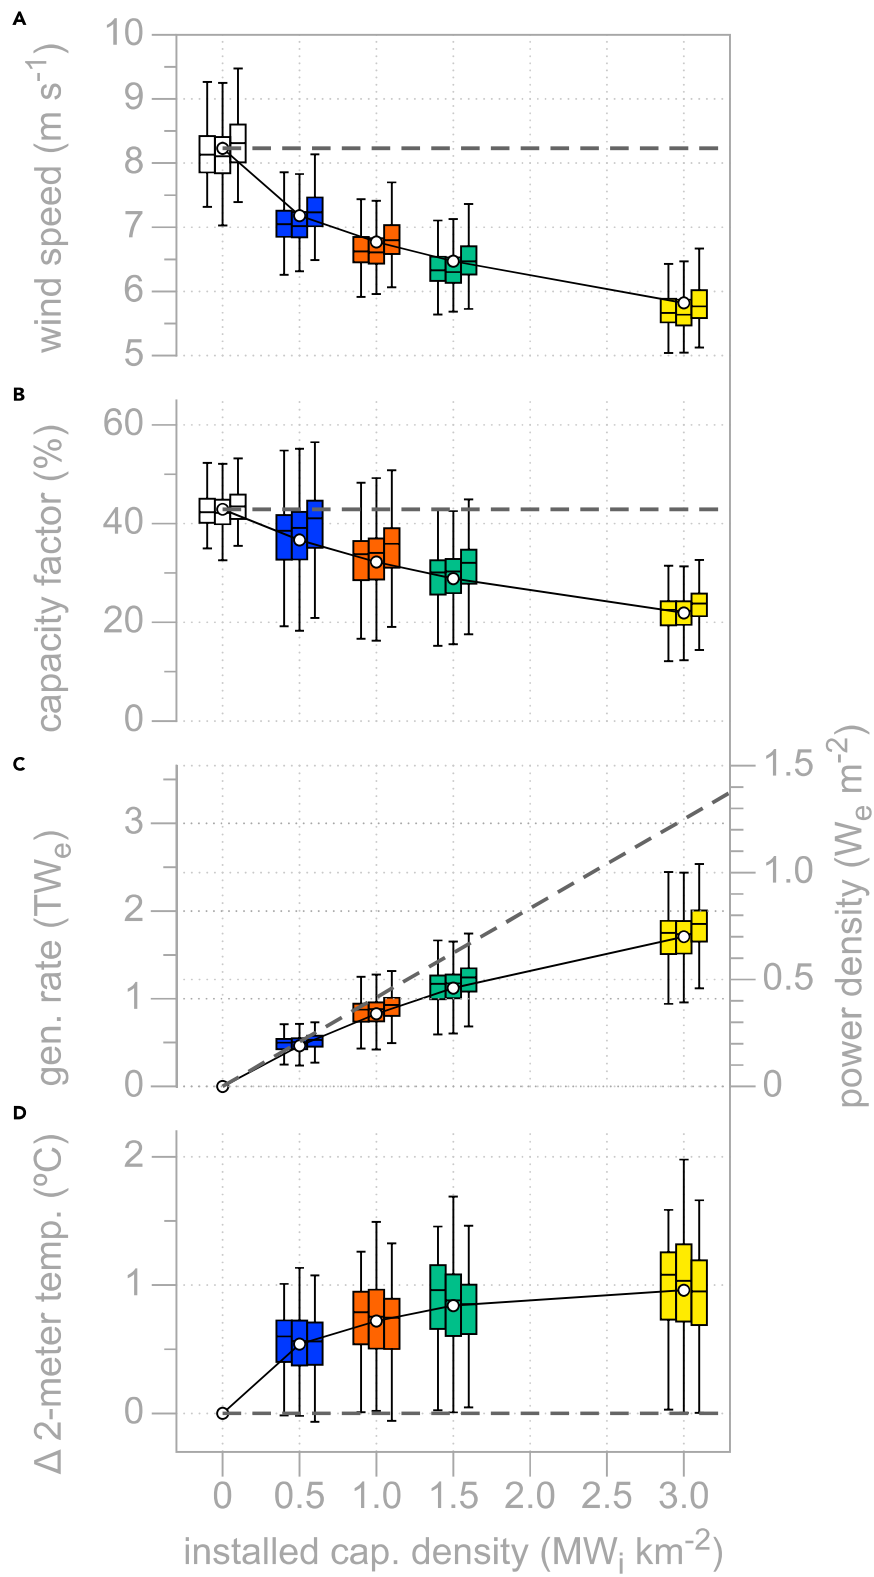 A
wind speed (m s-1)
10
9
8
7
6
5
B
capacity factor (%)
60
40
20
0
C
gen. rate (TWe)
3
2
1
0
power density (We m-2)
1.5
1.0
0.5
0
D
Δ 2-meter temp. (ºC)
2
1
0
0 0.5 1.0 1.5 2.0 2.5 3.0
installed cap. density (MWi km-2)